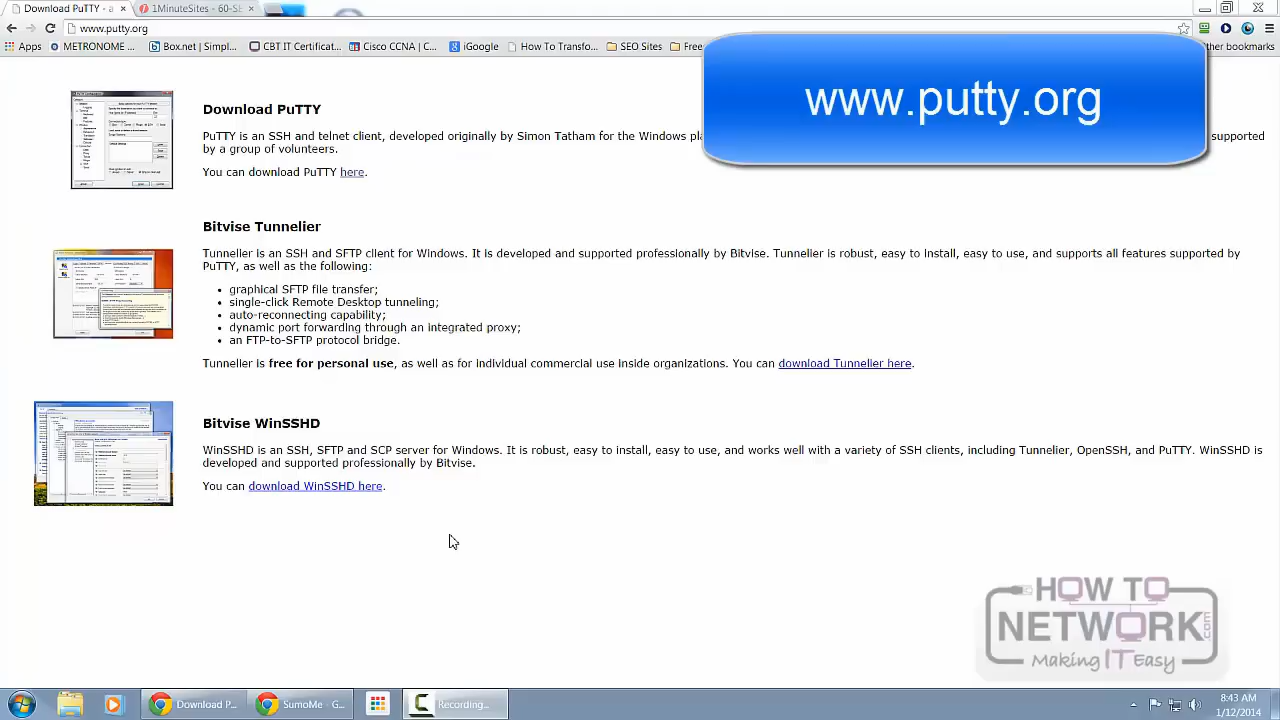 Download PuTTY - a
1MinuteSites - 60-SE
www.putty.org
Apps METRONOME Box.net | Simpl... CBT IT Certificat... Cisco CCNA | C... iGoogle How To Transfo... SEO Sites Free
ther bookmarks
www.putty.org
Download PuTTY
PuTTY is an SSH and telnet client, developed originally by Simon Tatham for the Windows pla supported
by a group of volunteers.
You can download PuTTY here.
Bitvise Tunnelier
Tunnelier is an SSH and SFTP client for Windows. It is developed and supported professionally by Bitvise. Tunnelier is robust, easy to install, easy to use, and supports all features supported by
PuTTY, as well as the following:
• graphical SFTP file transfer;
• single-click Remote Desktop tunneling;
• auto-reconnecting capability;
• dynamic port forwarding through an integrated proxy;
• an FTP-to-SFTP protocol bridge.
Tunnelier is free for personal use, as well as for individual commercial use inside organizations. You can download Tunnelier here.
Bitvise WinSSHD
WinSSHD is an SSH, SFTP and SCP server for Windows. It is robust, easy to install, easy to use, and works well with a variety of SSH clients, including Tunnelier, OpenSSH, and PuTTY. WinSSHD is
developed and supported professionally by Bitvise.
You can download WinSSHD here.
HOW TO
NETWORK.com
Making IT Easy
Download P...
SumoMe - G...
Recording...
8:43 AM
1/12/2014